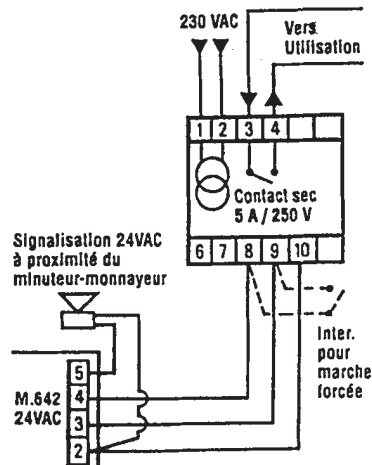 230 VAC
Vers
Utilisation
1 2 3 4
Contact sec
5 A / 250 V
6 7 8 9 10
Signalisation 24VAC
à proximité du
minuteur-monnayeur
Inter.
pour
marche
forcée
M.642
24VAC
5
4
3
2